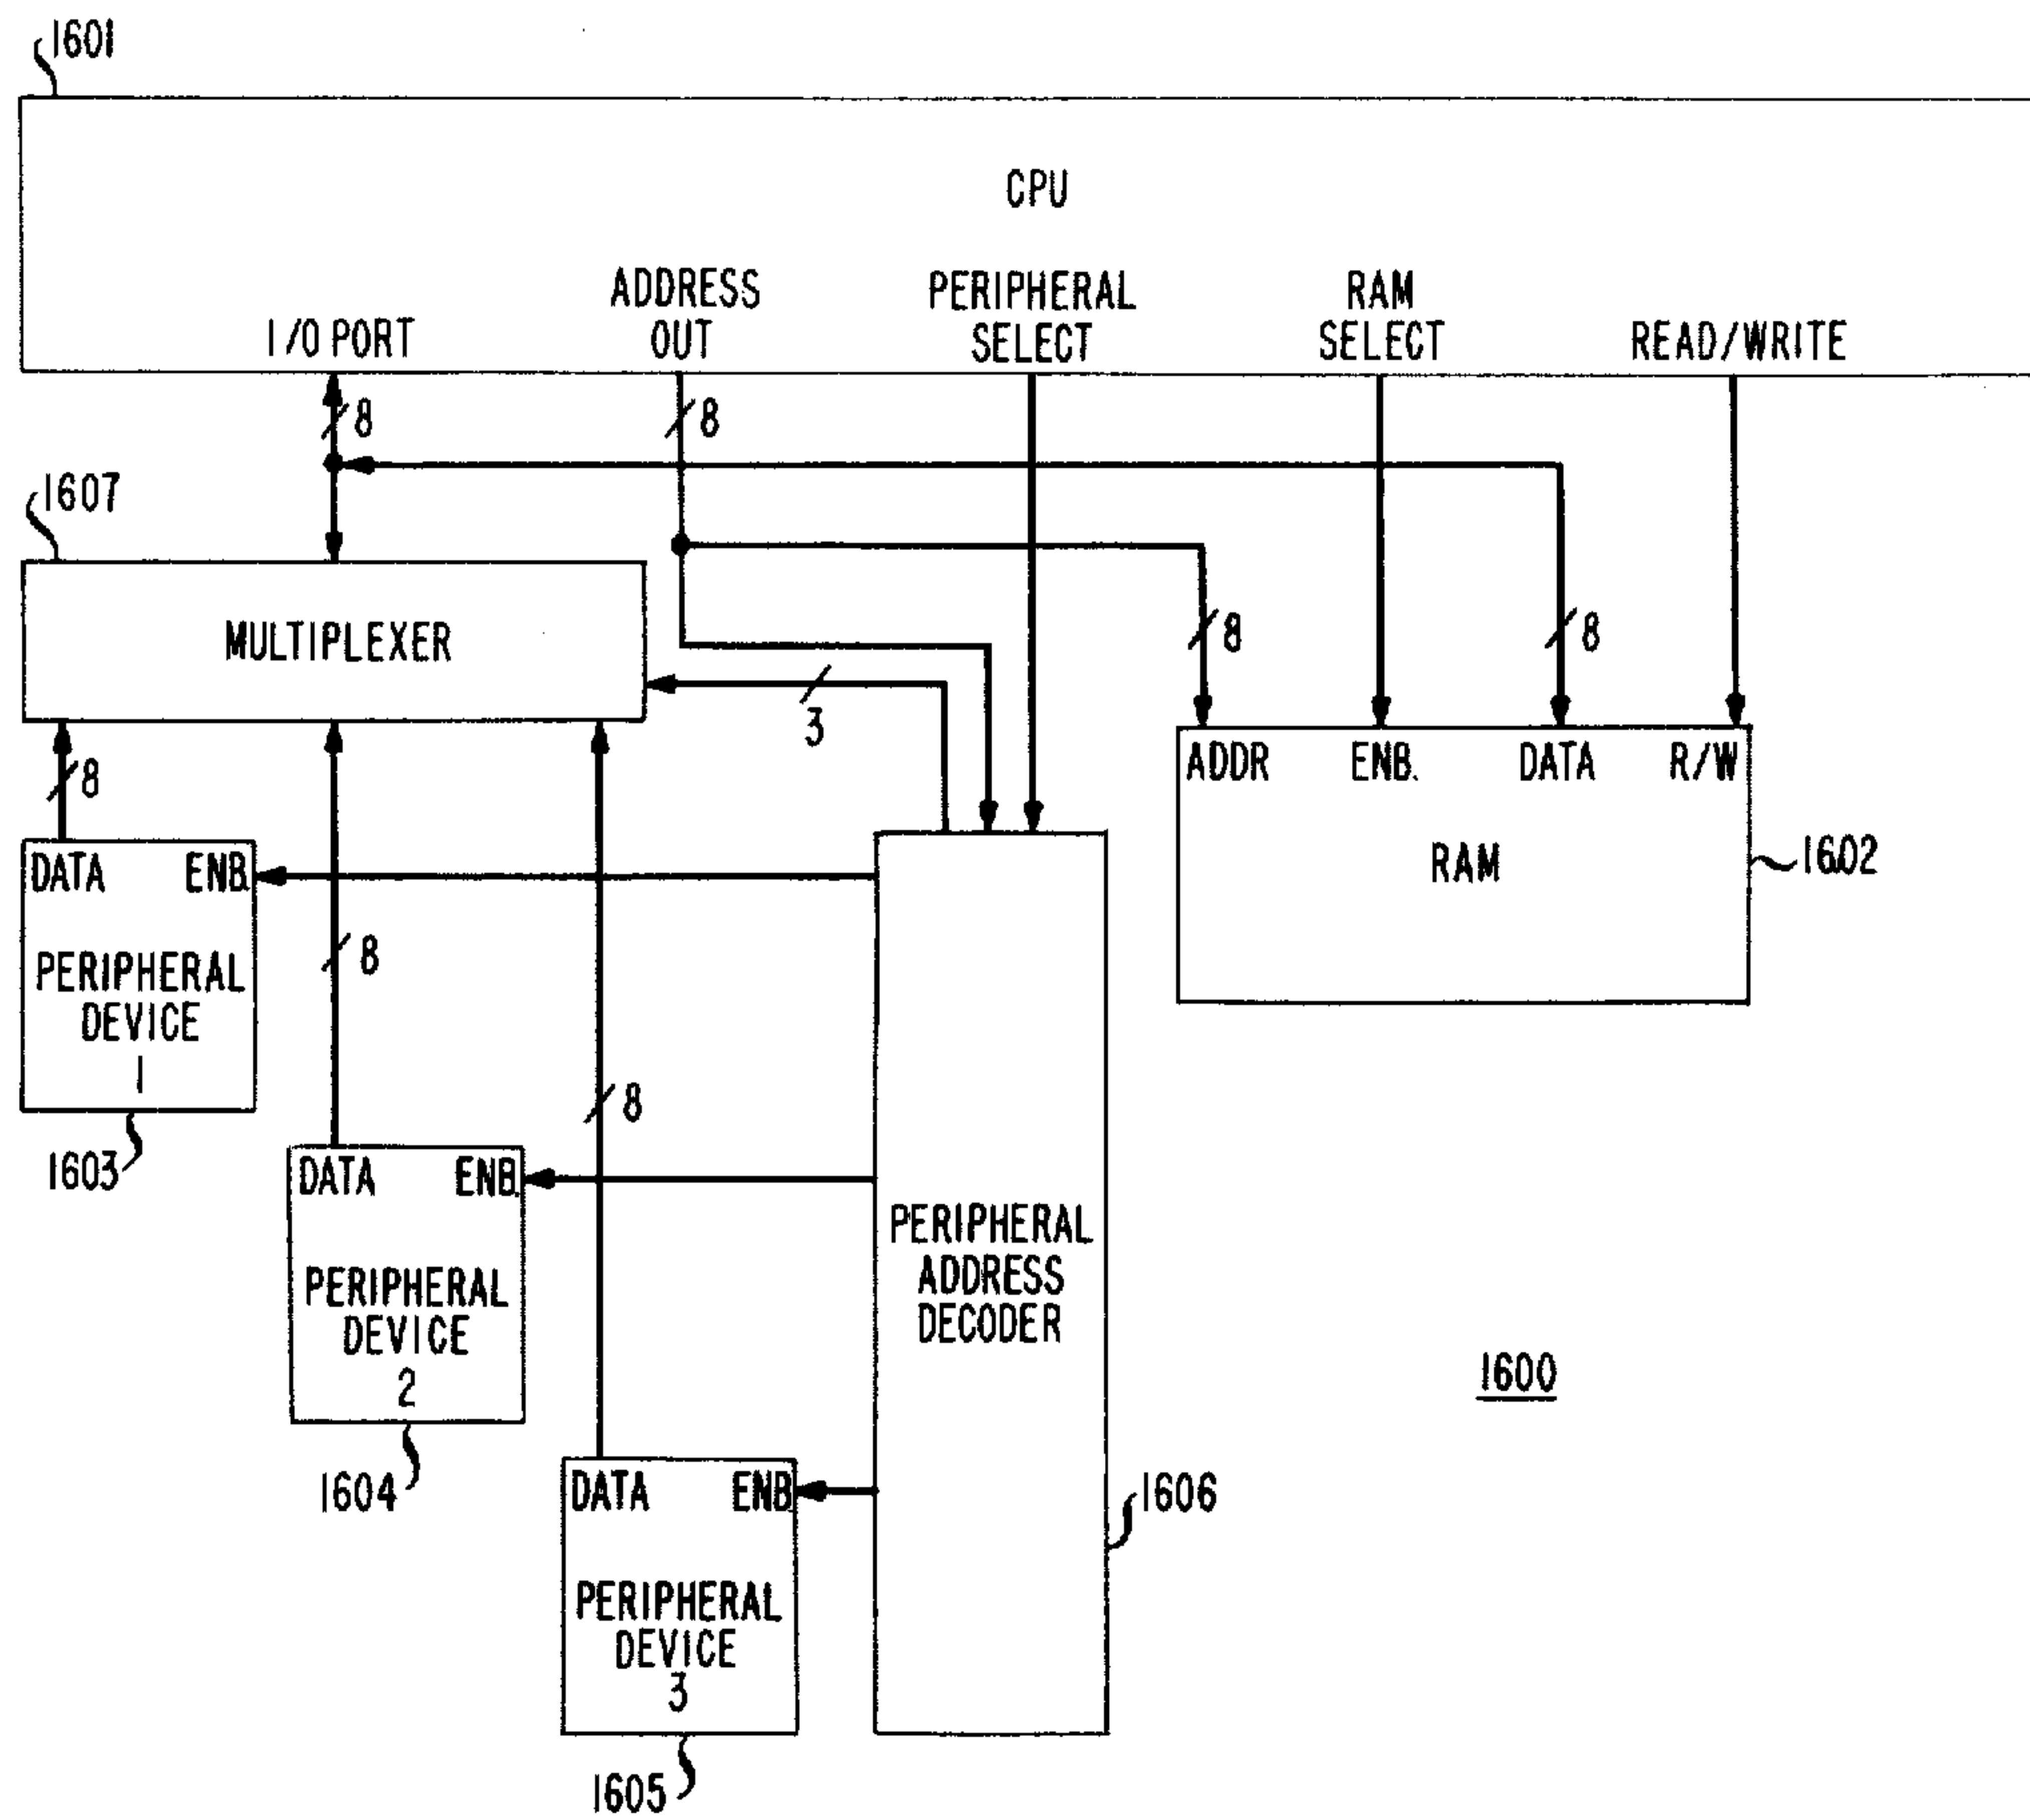 1601
CPU
I/O PORT
ADDRESS
OUT
PERIPHERAL
SELECT
RAM
SELECT
READ/WRITE
8
8
1607
MULTIPLEXER
3
8
8
ADDR ENB. DATA R/W
RAM
1602
8
DATA ENB.
PERIPHERAL
DEVICE
1
1603
8
DATA ENB.
PERIPHERAL
DEVICE
2
1604
8
DATA ENB.
PERIPHERAL
DEVICE
3
1605
PERIPHERAL
ADDRESS
DECODER
1606
1600